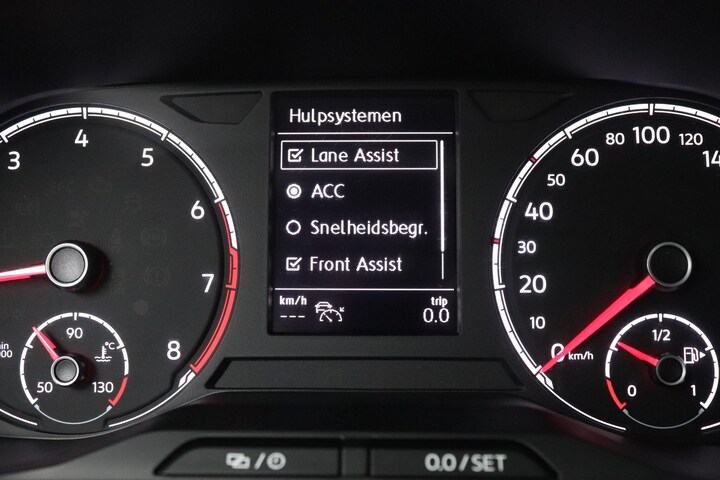 Hulpsystemen
Lane Assist
ACC
Snelheidsbegr.
Front Assist
km/h
---
trip
0.0
3
4
5
6
7
8
50
90
130
°C
0
10
20
30
40
50
60
80
100
120
14
km/h
0
1/2
1
/
0.0/SET